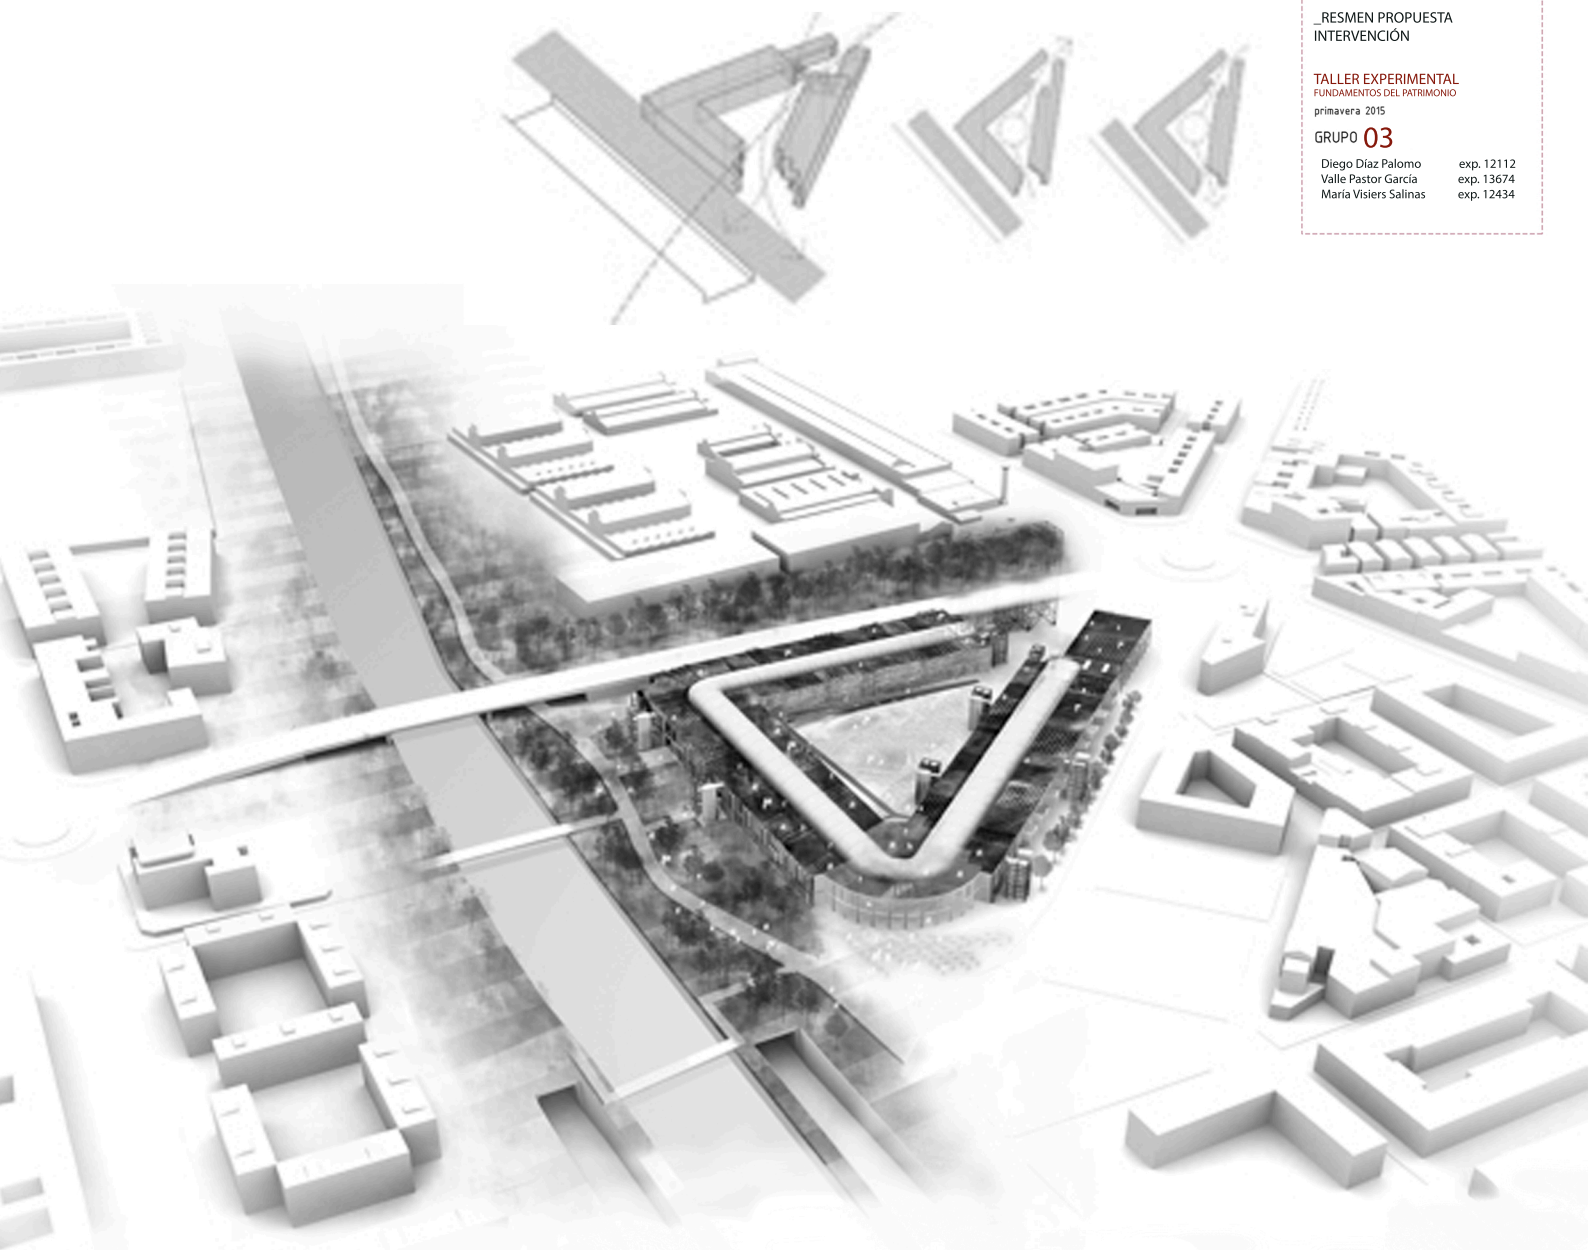 _RESMEN PROPUESTA
INTERVENCIÓN
TALLER EXPERIMENTAL
FUNDAMENTOS DEL PATRIMONIO
primavera 2015
GRUPO 03
Diego Díaz Palomo exp. 12112
Valle Pastor García exp. 13674
María Visiers Salinas exp. 12434